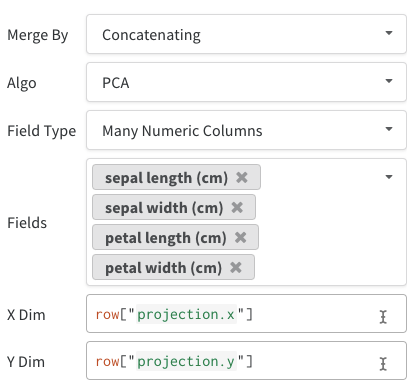 Merge By Concatenating
Algo PCA
Field Type Many Numeric Columns
Fields
sepal length (cm) ✖
sepal width (cm) ✖
petal length (cm) ✖
petal width (cm) ✖
X Dim row["projection.x"]
Y Dim row["projection.y"]